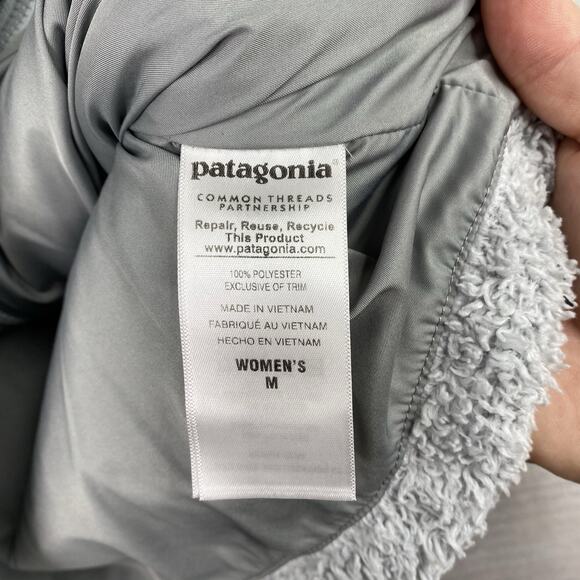 patagonia®
COMMON THREADS
PARTNERSHIP
Repair, Reuse, Recycle
This Product
www.patagonia.com
100% POLYESTER
EXCLUSIVE OF TRIM
MADE IN VIETNAM
FABRIQUÉ AU VIETNAM
HECHO EN VIETNAM
WOMEN'S
M